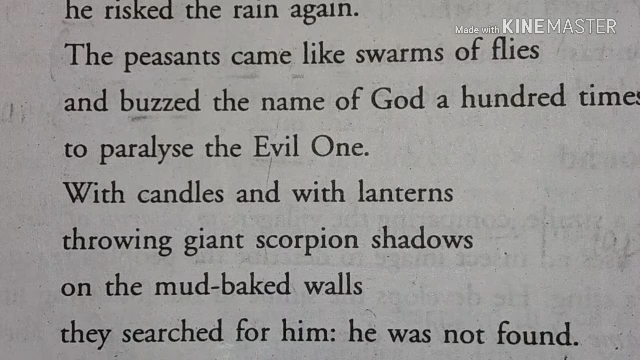 he risked the rain again.
Made with KINEMASTER
The peasants came like swarms of flies
and buzzed the name of God a hundred times
to paralyse the Evil One.
With candles and with lanterns
throwing giant scorpion shadows
on the mud-baked walls
they searched for him: he was not found.